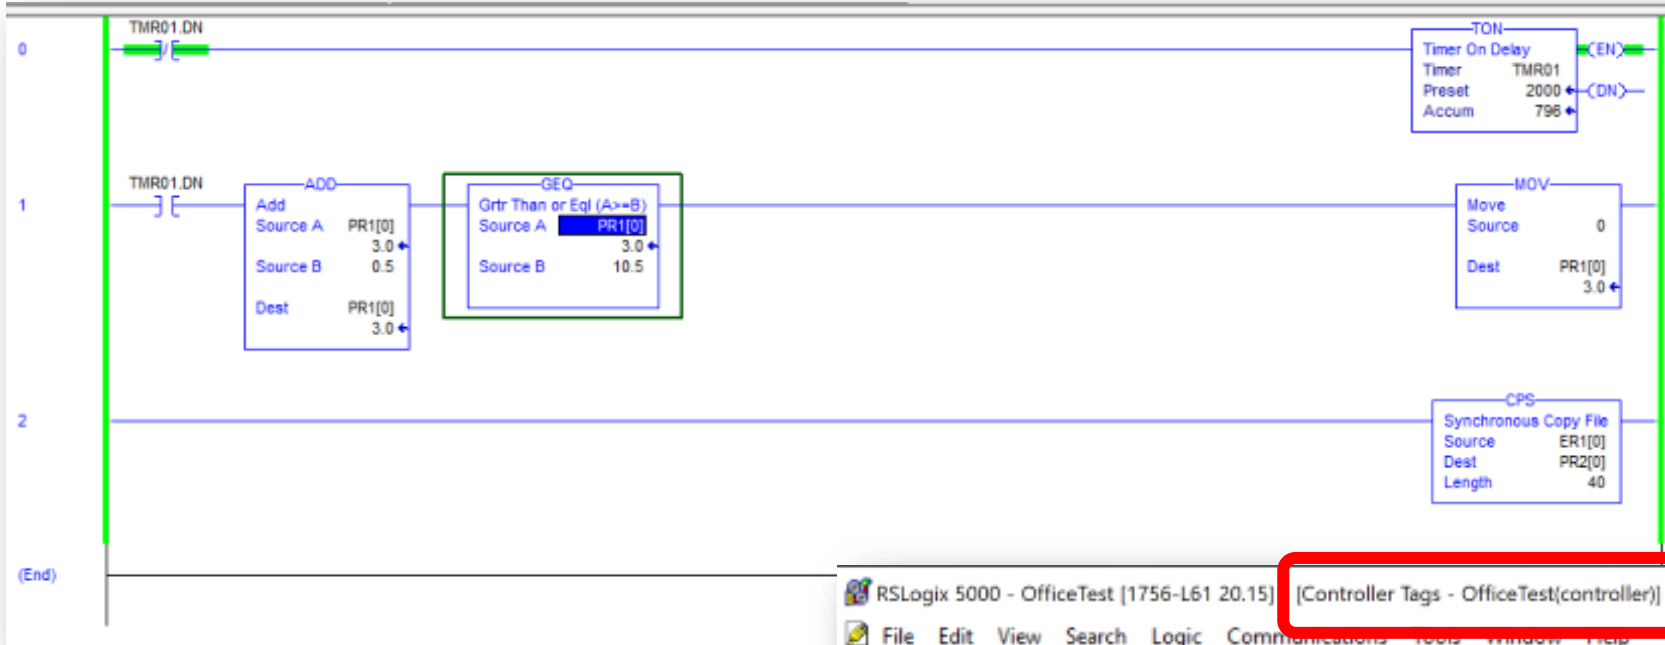 TMR01.DN
TON
0
Timer On Delay
EN
Timer TMR01
Preset 2000
DN
Accum 796
TMR01.DN
ADD
GEQ
MOV
1
Add
Source A PR1[0]
3.0
Source B 0.5
Dest PR1[0]
3.0
Grtr Than or Eql (A>=B)
Source A PR1[0]
3.0
Source B 10.5
Move
Source 0
Dest PR1[0]
3.0
CPS
2
Synchronous Copy File
Source ER1[0]
Dest PR2[0]
Length 40
(End)
RSLogix 5000 - OfficeTest [1756-L61 20.15] [Controller Tags - OfficeTest(controller)]
File Edit View Search Logic Communications Tools Window Help